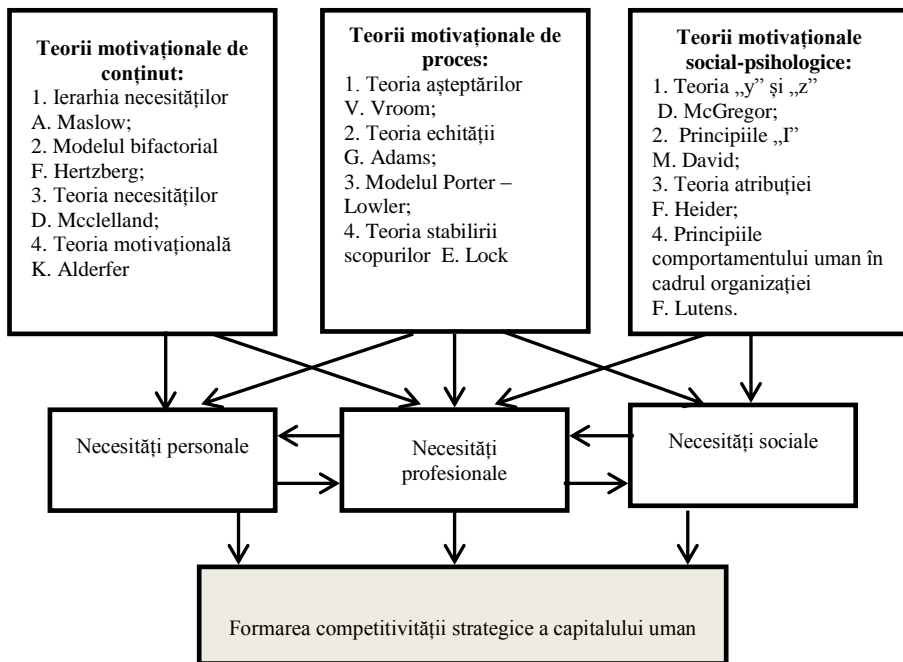 Teorii motivaționale de
conținut:
1. Ierarhia necesităților
A. Maslow;
2. Modelul bifactorial
F. Hertzberg;
3. Teoria necesităților
D. Mcclelland;
4. Teoria motivațională
K. Alderfer
Teorii motivaționale de
proces:
1. Teoria așteptărilor
V. Vroom;
2. Teoria echității
G. Adams;
3. Modelul Porter –
Lowler;
4. Teoria stabilirii
scopurilor E. Lock
Teorii motivaționale
social-psihologice:
1. Teoria „y” și „z”
D. McGregor;
2. Principiile „I”
M. David;
3. Teoria atribuției
F. Heider;
4. Principiile
comportamentului uman în
cadrul organizației
F. Lutens.
Necesități personale
Necesități
profesionale
Necesități sociale
Formarea competitivității strategice a capitalului uman